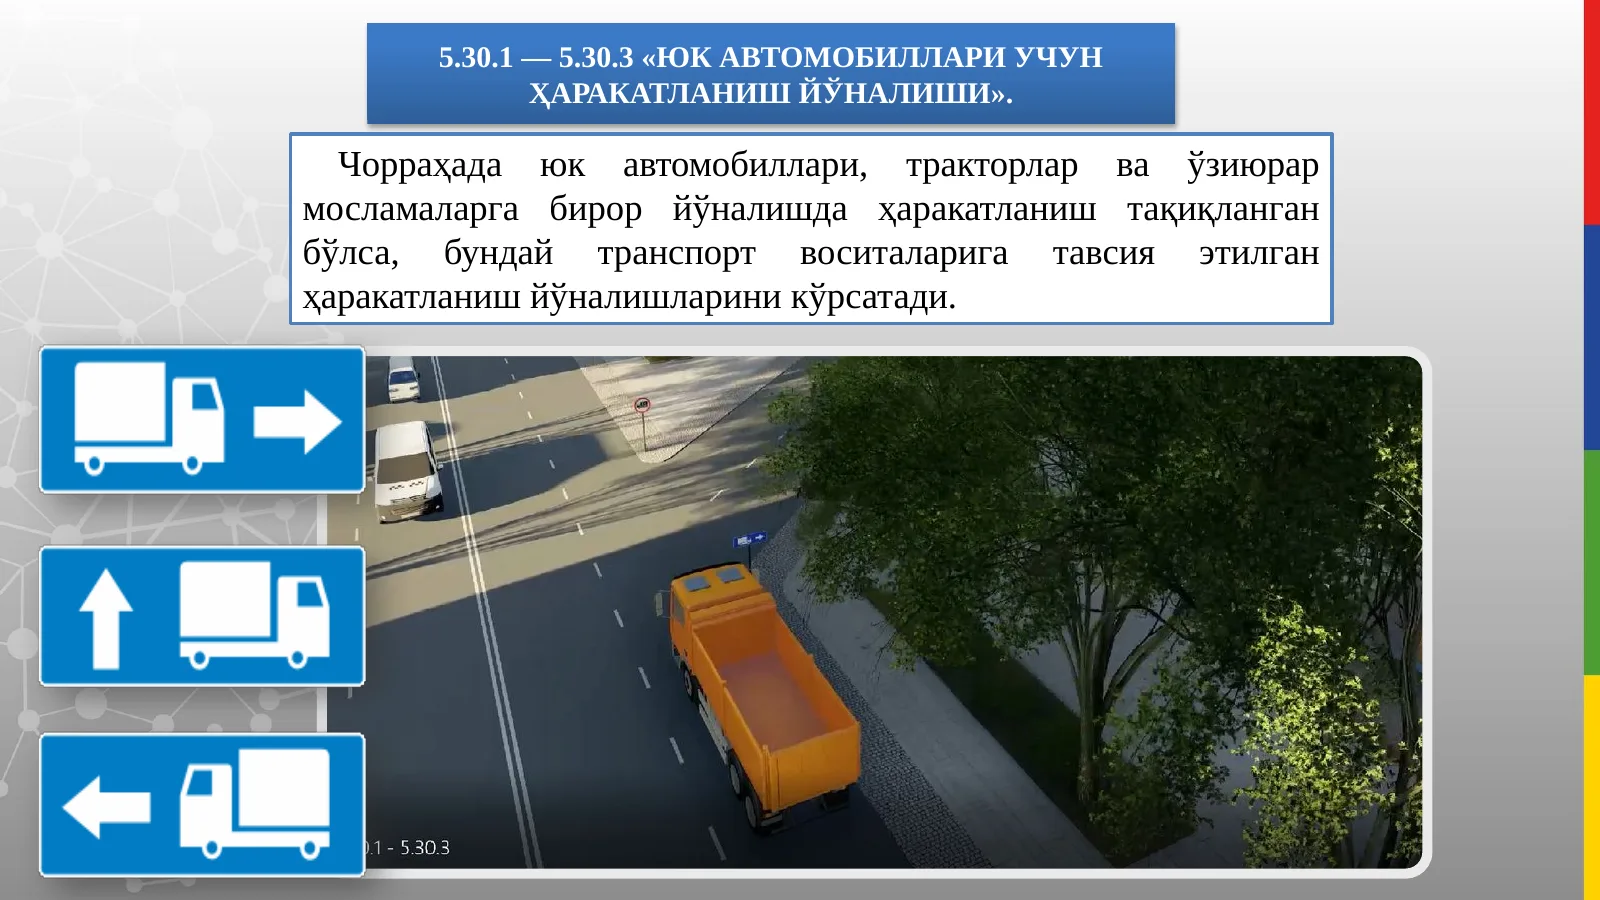 5.30.1 — 5.30.3 «ЮК АВТОМОБИЛЛАРИ УЧУН
ҲАРАКАТЛАНИШ ЙЎНАЛИШИ».
Чорраҳада юк автомобиллари, тракторлар ва ўзиюрар
мосламаларга бирор йўналишда ҳаракатланиш тақиқланган
бўлса, бундай транспорт воситаларига тавсия этилган
ҳаракатланиш йўналишларини кўрсатади.
.1 - 5.30.3